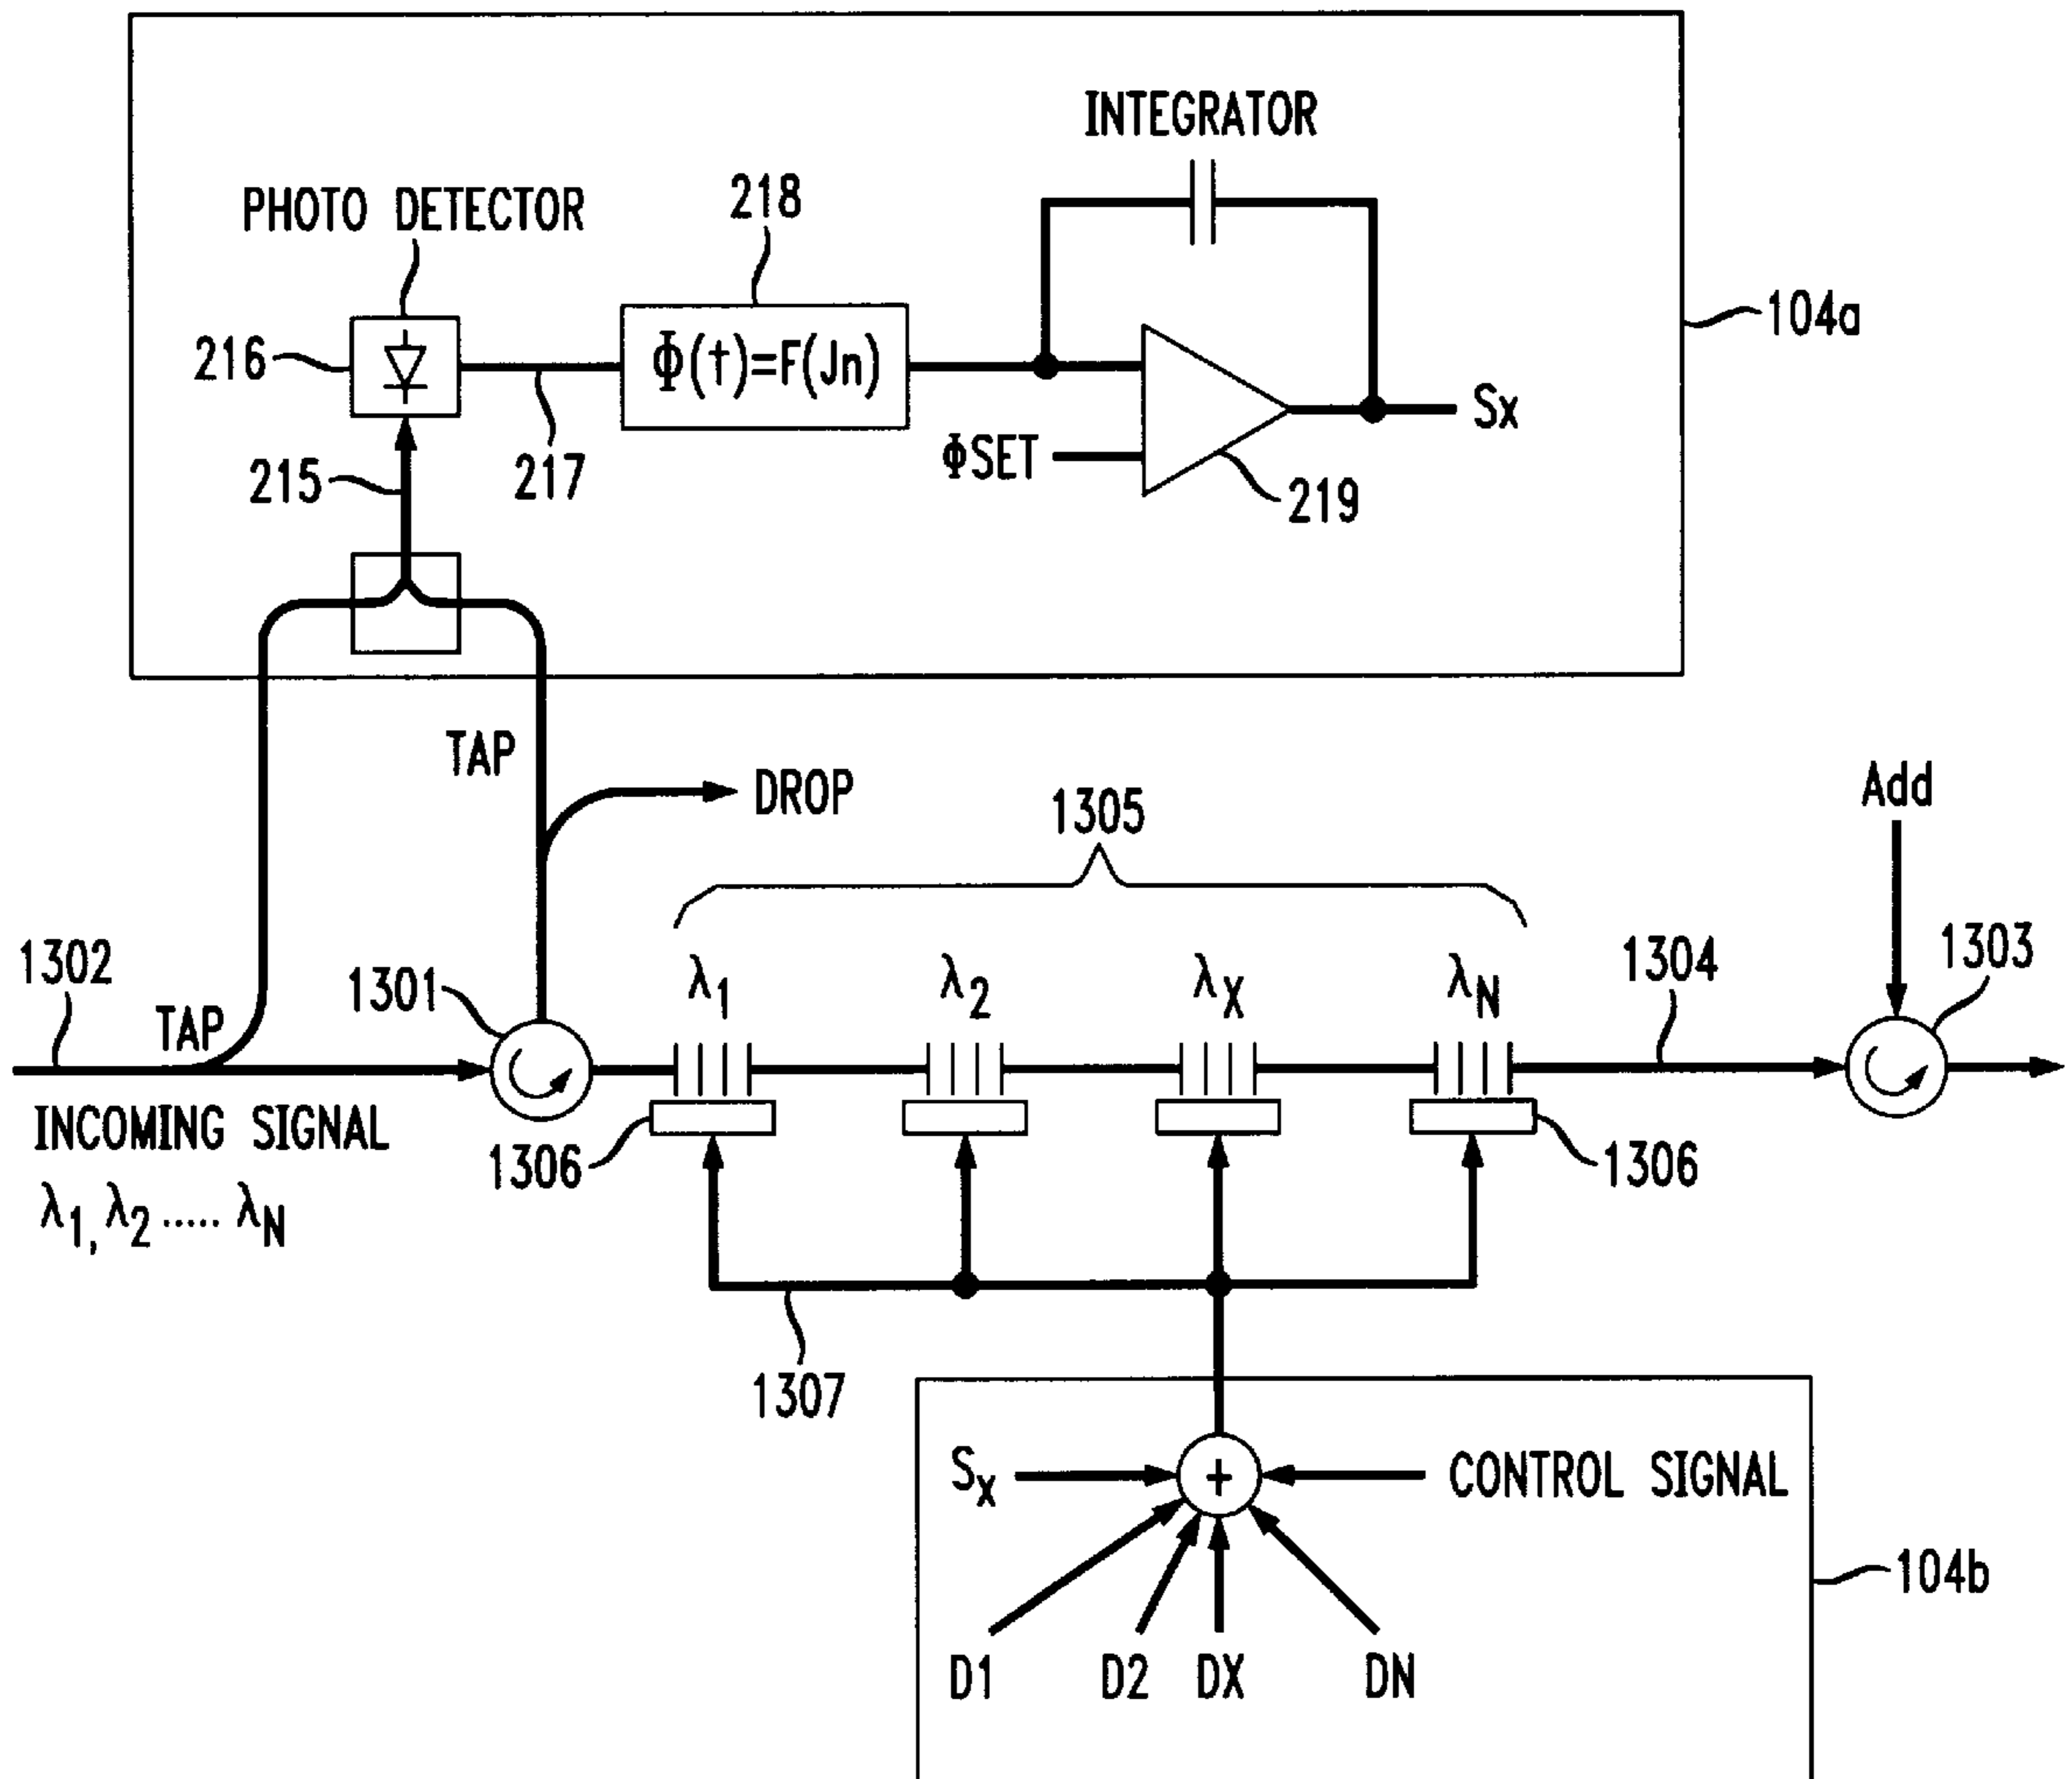 INTEGRATOR
PHOTO DETECTOR
218
104a
216
Φ(t)=F(Jn)
Sx
ΦSET
215
217
219
TAP
DROP
1305
Add
1302
1301
λ1
λ2
λX
λN
1304
1303
TAP
INCOMING SIGNAL
λ1, λ2 ..... λN
1306
1306
1307
SX
+
CONTROL SIGNAL
104b
D1
D2
DX
DN